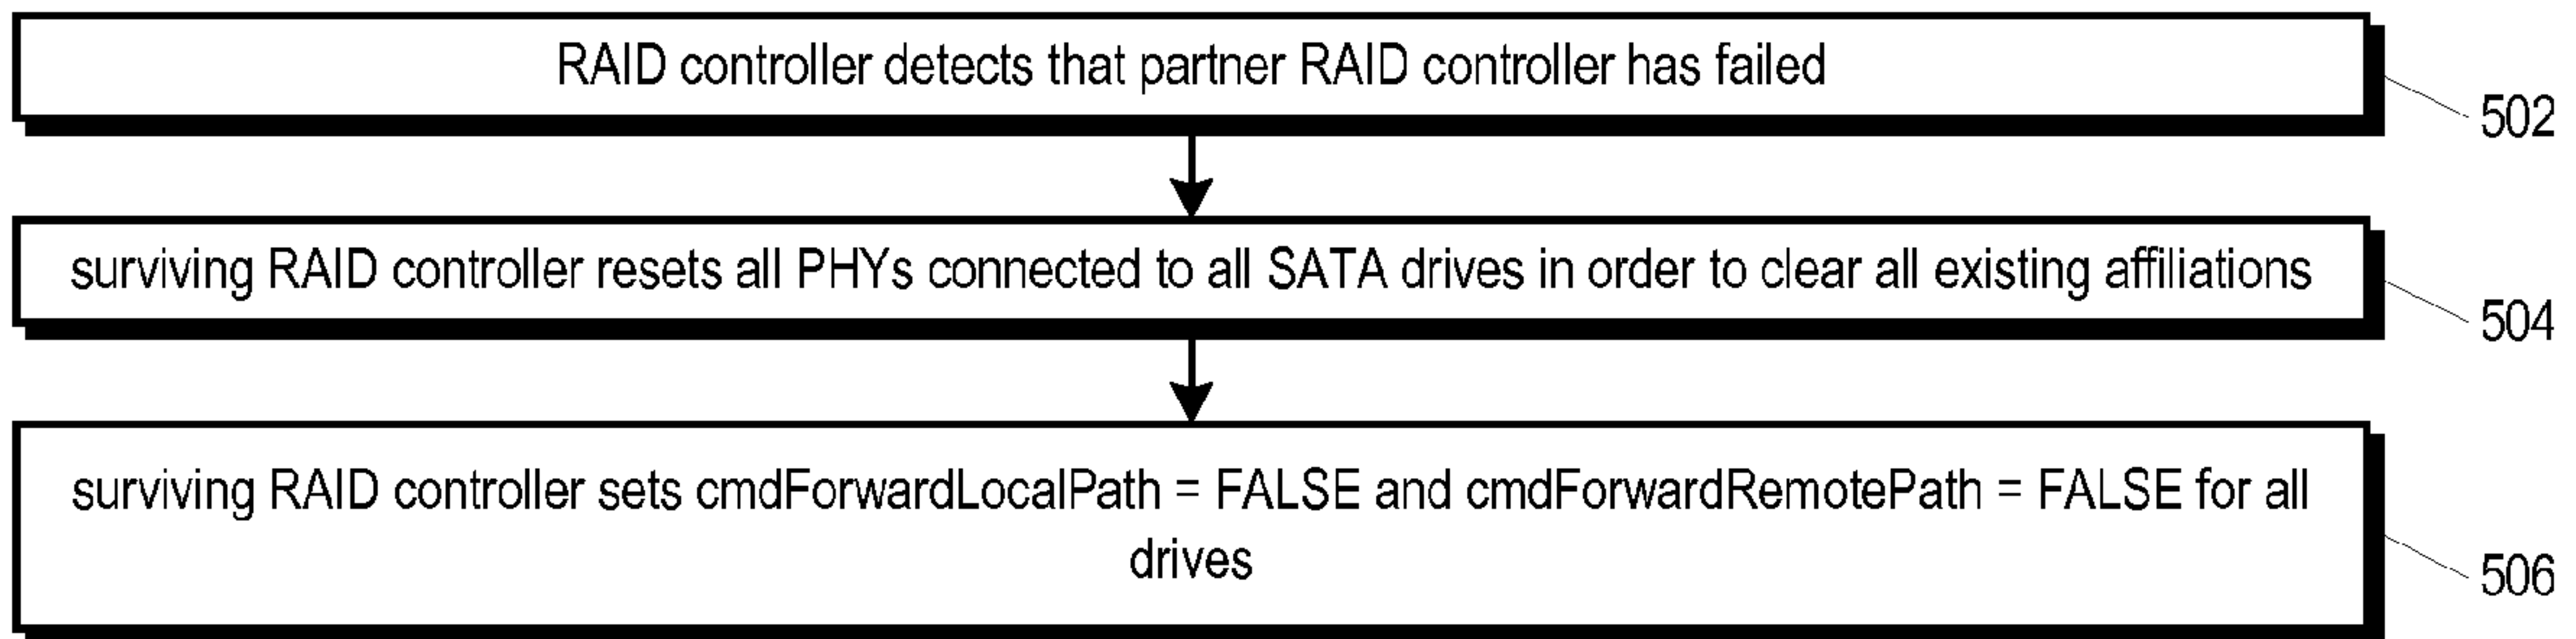 RAID controller detects that partner RAID controller has failed
502
surviving RAID controller resets all PHYs connected to all SATA drives in order to clear all existing affiliations
504
surviving RAID controller sets cmdForwardLocalPath = FALSE and cmdForwardRemotePath = FALSE for all
drives
506